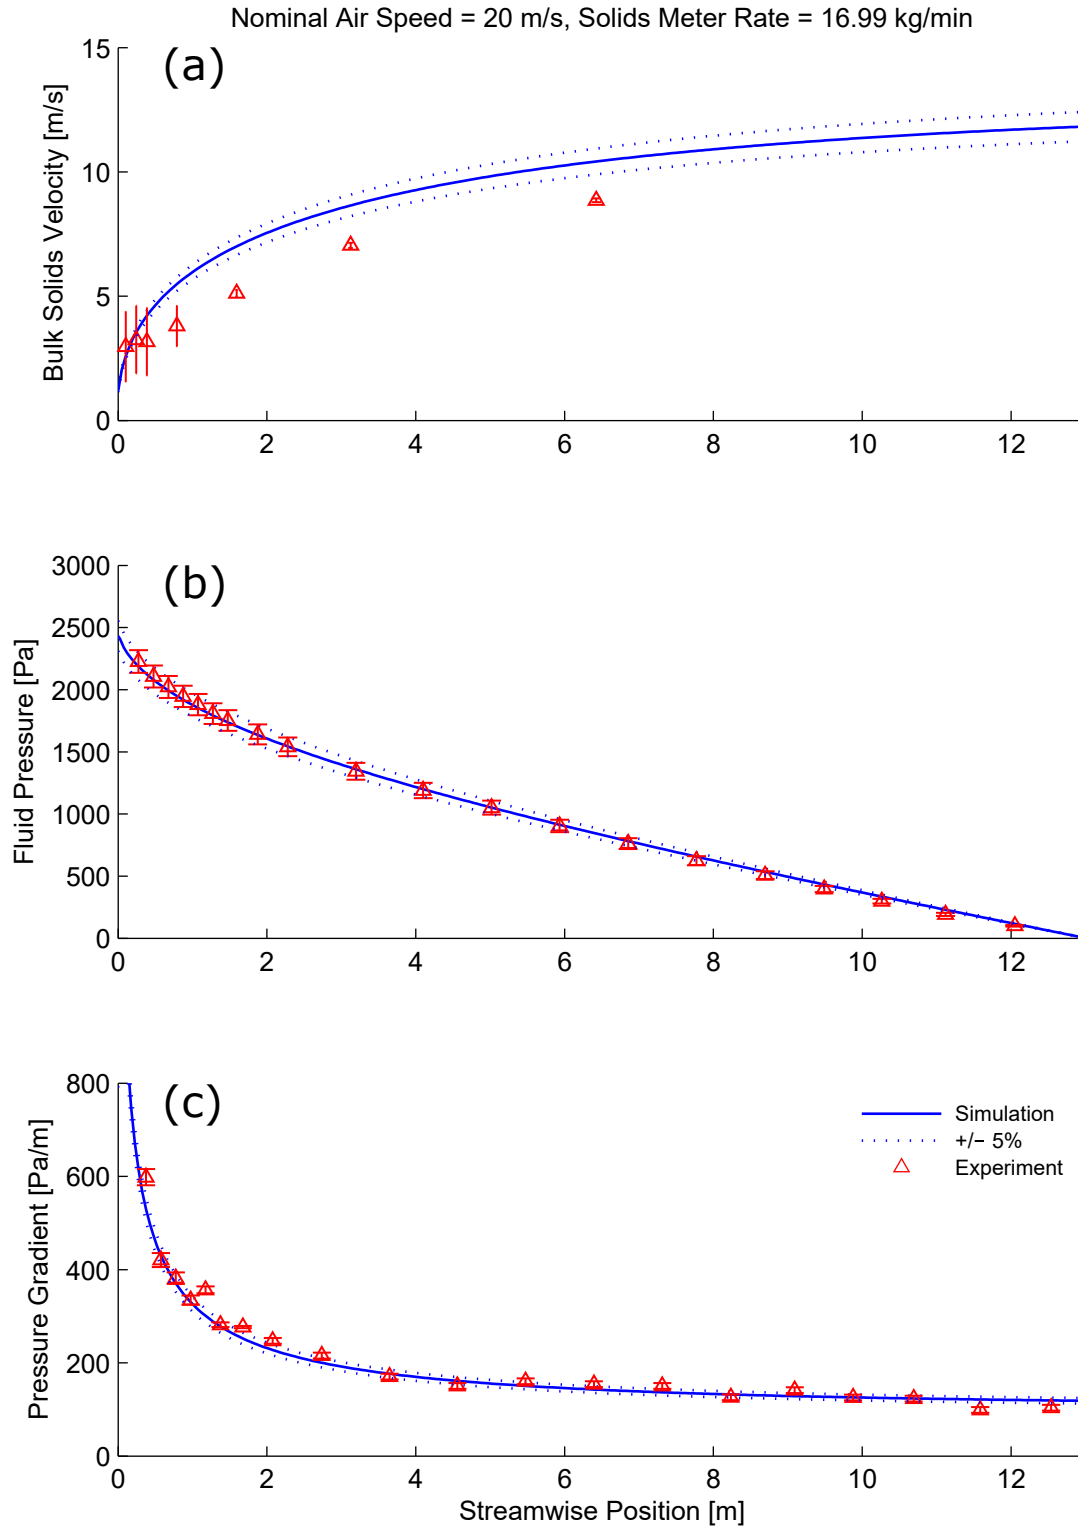 Nominal Air Speed = 20 m/s, Solids Meter Rate = 16.99 kg/min
(a)
Bulk Solids Velocity [m/s]
15
10
5
0
0 2 4 6 8 10 12
(b)
Fluid Pressure [Pa]
3000
2500
2000
1500
1000
500
0
0 2 4 6 8 10 12
(c)
Pressure Gradient [Pa/m]
800
600
400
200
0
Simulation
+/− 5%
Experiment
0 2 4 6 8 10 12
Streamwise Position [m]